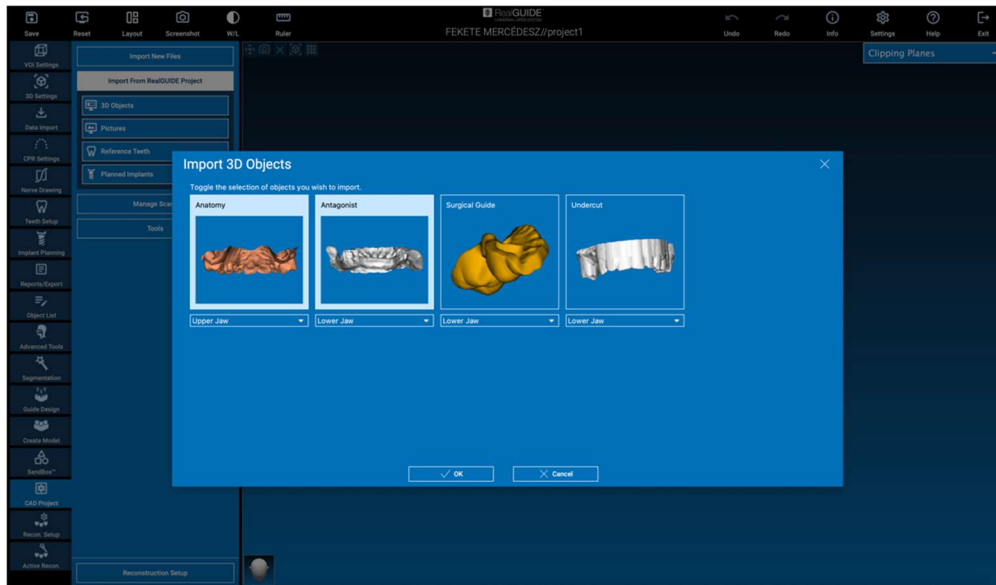 RealGUIDE
Save
Reset
Layout
Screenshot
W/L
Ruler
FEKETE MERCÉDESZ//project1
Undo
Redo
Info
Settings
Help
Exit
VOI Settings
3D Settings
Data Import
CPR Settings
Nerve Drawing
Teeth Setup
Implant Planning
Reports/Export
Object List
Advanced Tools
Segmentation
Guide Design
Create Model
SandBox™
CAD Project
Recon. Setup
Active Recon.
Import New Files
Import From RealGUIDE Project
3D Objects
Pictures
Reference Teeth
Planned Implants
Manage Scan
Tools
Reconstruction Setup
Clipping Planes
Import 3D Objects
Toggle the selection of objects you wish to import.
Anatomy
Antagonist
Surgical Guide
Undercut
Upper Jaw
Lower Jaw
Lower Jaw
Lower Jaw
OK
Cancel